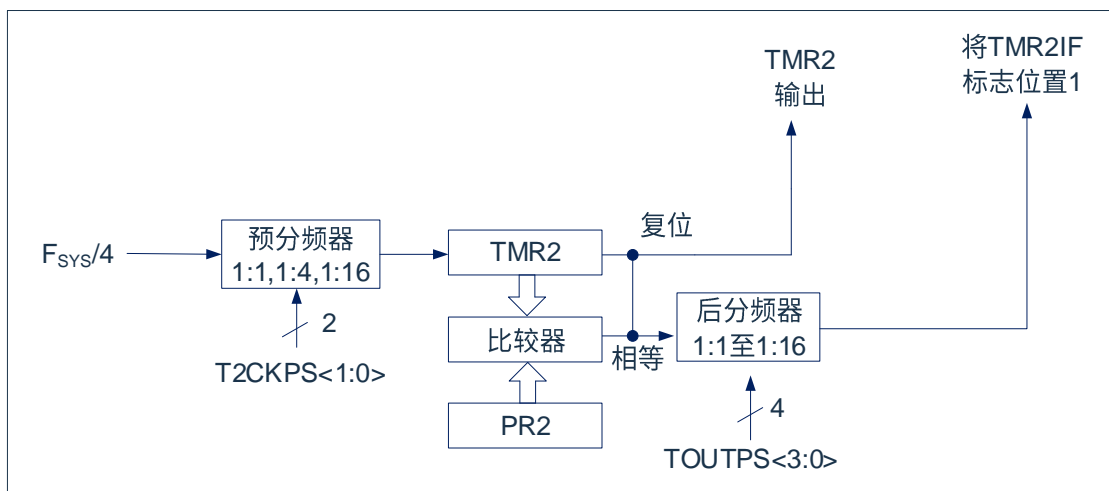 TMR2
输出
将TMR2IF
标志位置1
复位
F_SYS/4
预分频器
1:1,1:4,1:16
TMR2
2
T2CKPS<1:0>
比较器
相等
后分频器
1:1至1:16
PR2
4
TOUTPS<3:0>